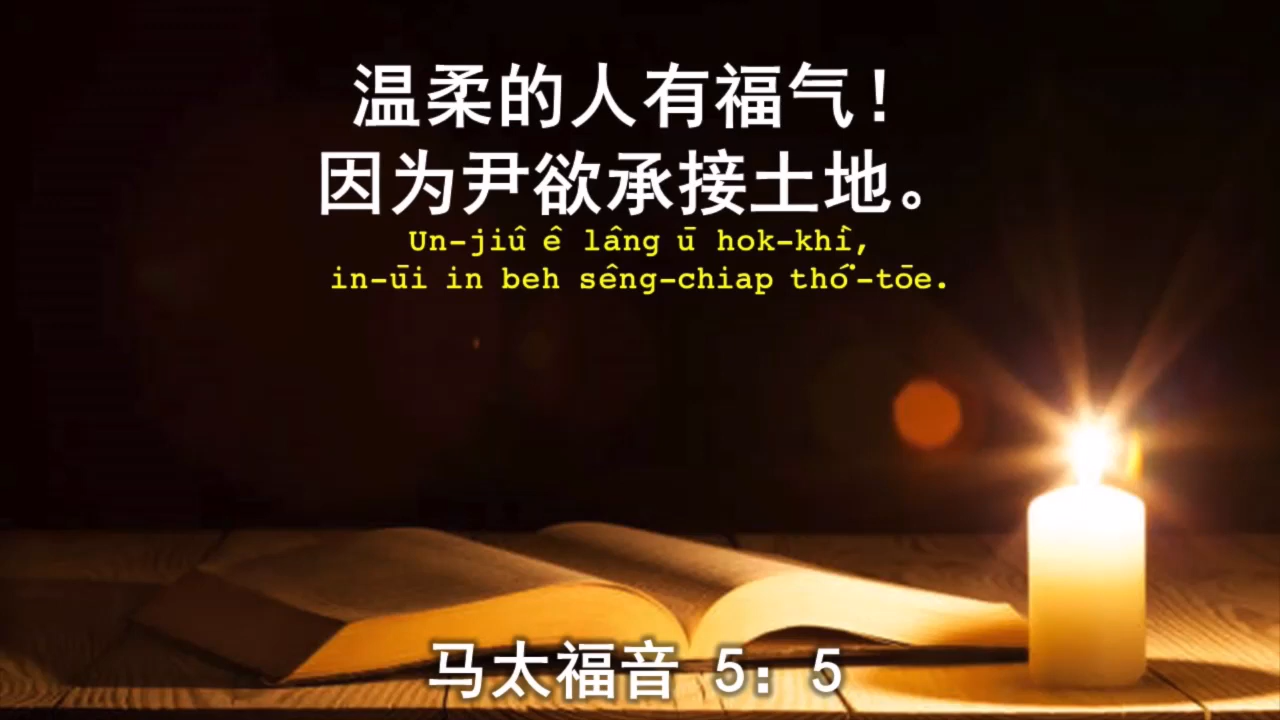 温柔的人有福气！
因为尹欲承接土地。
Un-jiû ê lâng ū hok-khì,
in-ūi in beh sêng-chiap thó͘-tōe.
马太福音 5：5